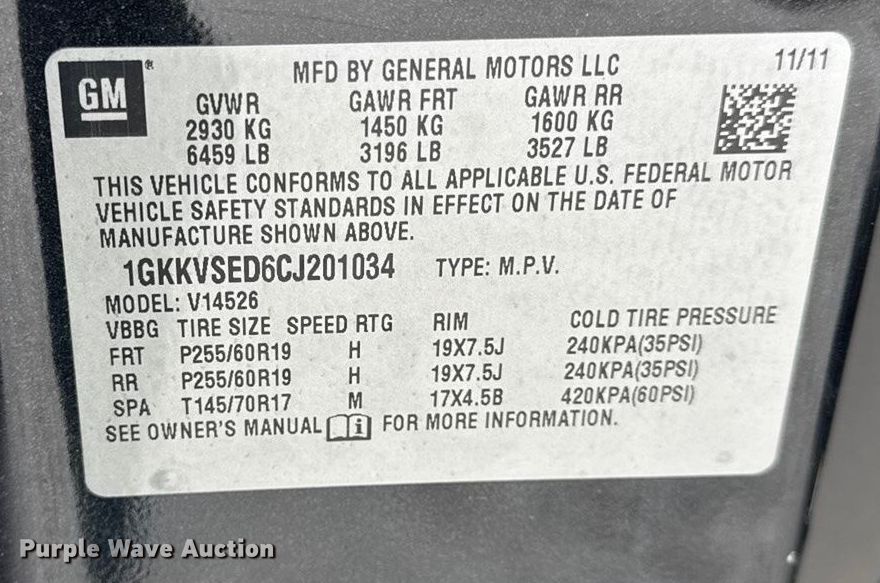 GM®
MFD BY GENERAL MOTORS LLC 11/11
GVWR GAWR FRT GAWR RR
2930 KG 1450 KG 1600 KG
6459 LB 3196 LB 3527 LB
THIS VEHICLE CONFORMS TO ALL APPLICABLE U.S. FEDERAL MOTOR
VEHICLE SAFETY STANDARDS IN EFFECT ON THE DATE OF
MANUFACTURE SHOWN ABOVE.
1GKKVSED6CJ201034 TYPE: M.P.V.
MODEL: V14526
VBBG TIRE SIZE SPEED RTG RIM COLD TIRE PRESSURE
FRT P255/60R19 H 19X7.5J 240KPA(35PSI)
RR P255/60R19 H 19X7.5J 240KPA(35PSI)
SPA T145/70R17 M 17X4.5B 420KPA(60PSI)
SEE OWNER'S MANUAL i FOR MORE INFORMATION.
Purple Wave Auction